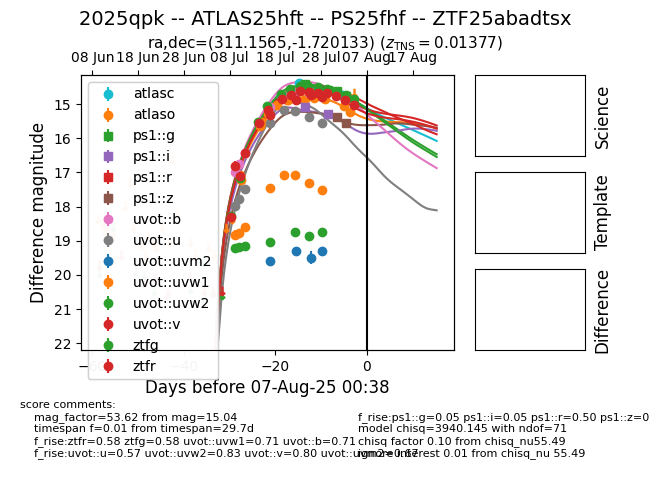 2025qpk -- ATLAS25hft -- PS25fhf -- ZTF25abadtsx
ra,dec=(311.1565,-1.720133) (z_TNS = 0.01377)
08 Jun 18 Jun 28 Jun 08 Jul 18 Jul 28 Jul 07 Aug 17 Aug
atlasc
atlaso
ps1::g
ps1::i
ps1::r
ps1::z
uvot::b
uvot::u
uvot::uvm2
uvot::uvw1
uvot::uvw2
uvot::v
ztfg
ztfr
Difference magnitude
15
16
17
18
19
20
21
22
−40 −20 0
Days before 07-Aug-25 00:38
Science
Template
Difference
score comments:
mag_factor=53.62 from mag=15.04
timespan f=0.01 from timespan=29.7d
f_rise:ztfr=0.58 ztfg=0.58 uvot::uvw1=0.71 uvot::b=0.71
f_rise:uvot::u=0.57 uvot::uvw2=0.83 uvot::v=0.80 uvot::uvm2=0.67
f_rise:ps1::g=0.05 ps1::i=0.05 ps1::r=0.50 ps1::z=0
model chisq=3940.145 with ndof=71
chisq factor 0.10 from chisq_nu55.49
ignore interest 0.01 from chisq_nu 55.49